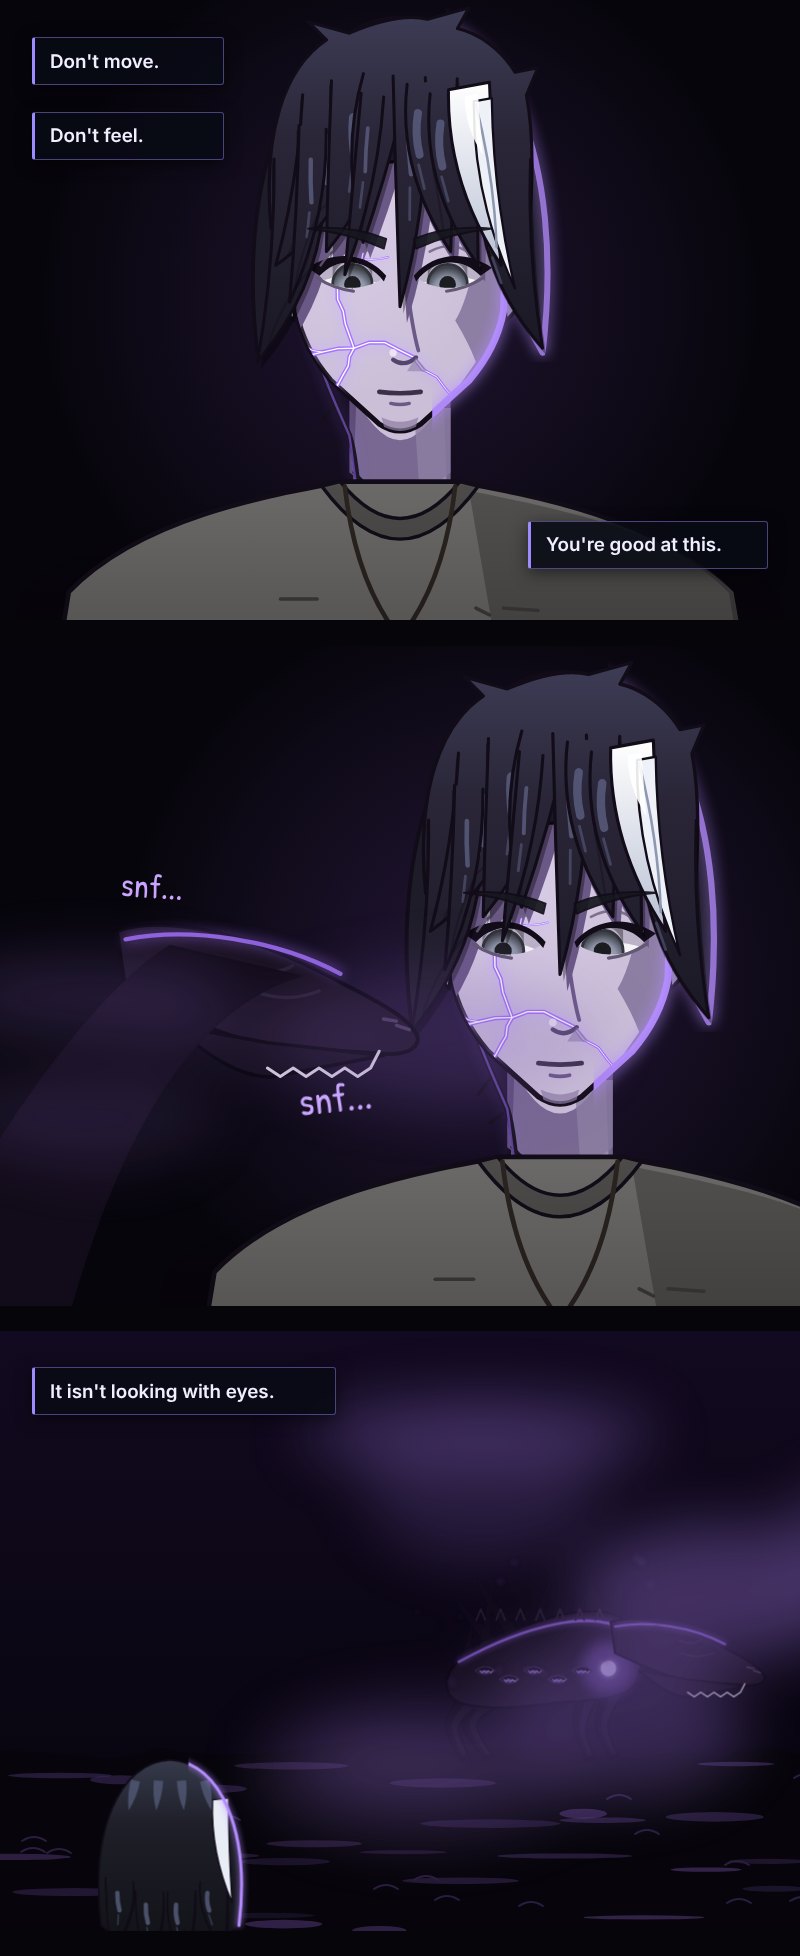 Don't move.
Don't feel.
You're good at this.
snf...
snf...
It isn't looking with eyes.